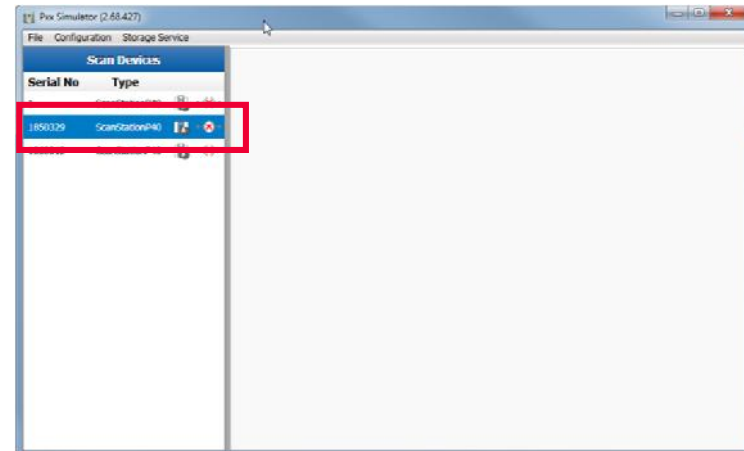 Pxx Simulator (2.68.427)
File Configuration Storage Service
Scan Devices
Serial No Type
1850329 ScanStationP40